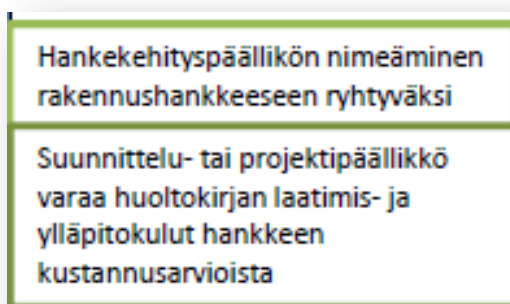 Hankekehityspäällikön nimeäminen
rakennushankkeeseen ryhtyväksi
Suunnittelu- tai projektipäällikkö
varaa huoltokirjan laatimis- ja
ylläpitokulut hankkeen
kustannusarvioista